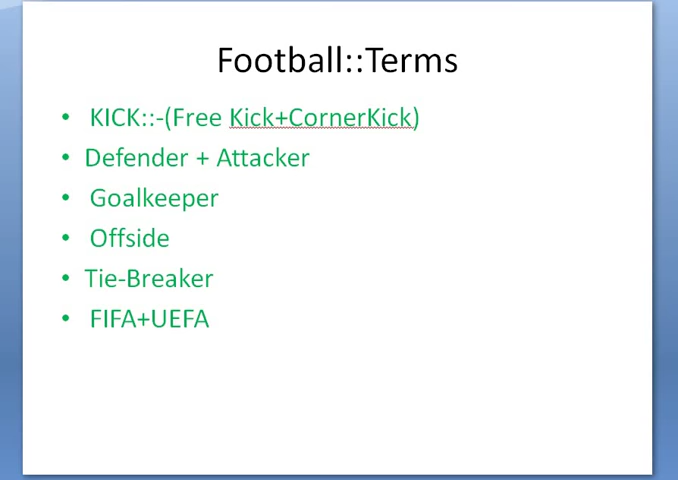 Football::Terms
• KICK::-(Free Kick+CornerKick)
• Defender + Attacker
• Goalkeeper
• Offside
• Tie-Breaker
• FIFA+UEFA